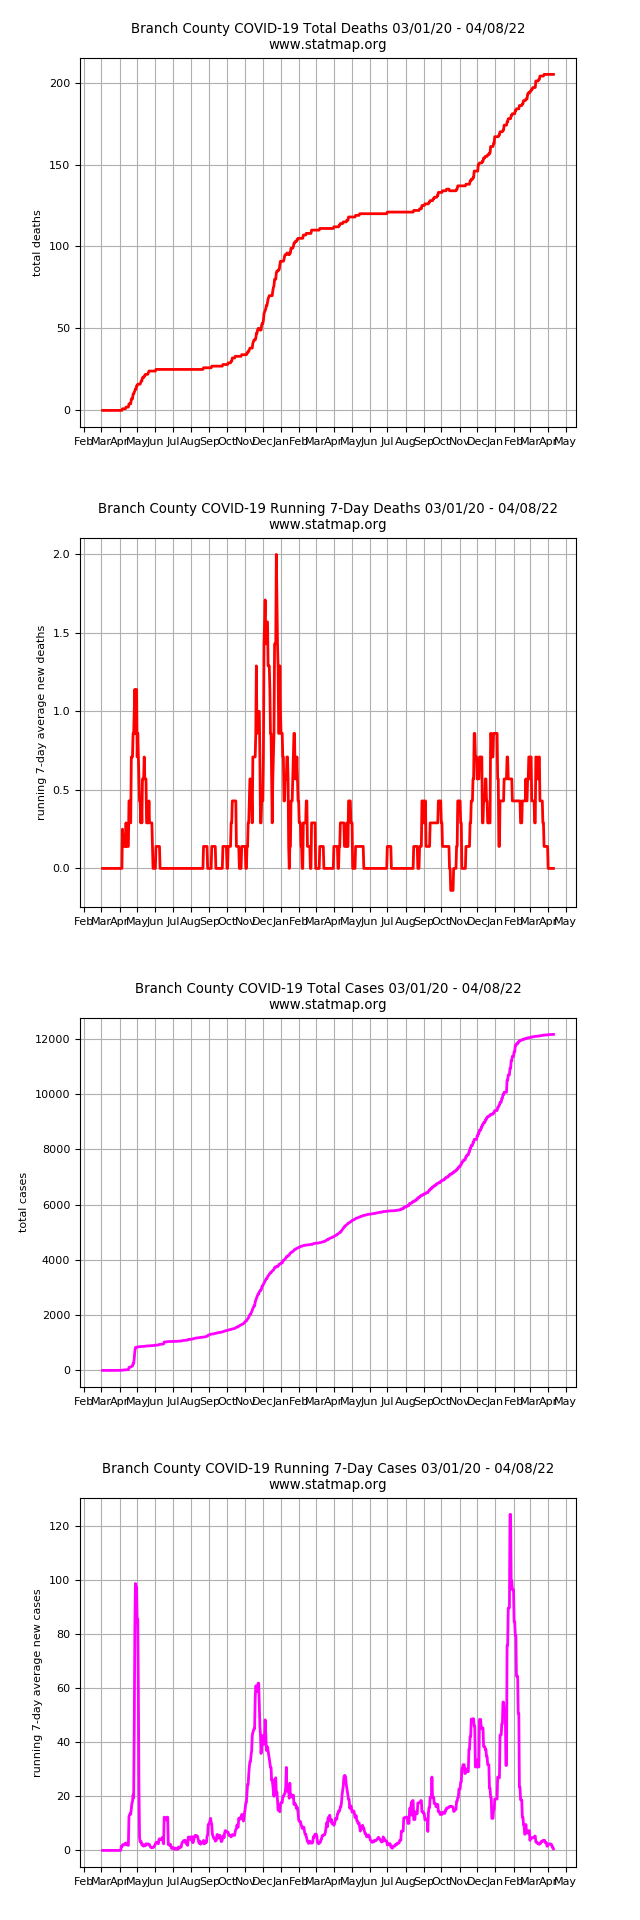 Branch County COVID-19 Total Deaths 03/01/20 - 04/08/22
www.statmap.org
200
150
100
50
0
total deaths
Feb Mar Apr May Jun Jul Aug Sep Oct Nov Dec Jan Feb Mar Apr May Jun Jul Aug Sep Oct Nov Dec Jan Feb Mar Apr May
Branch County COVID-19 Running 7-Day Deaths 03/01/20 - 04/08/22
www.statmap.org
2.0
1.5
1.0
0.5
0.0
running 7-day average new deaths
Feb Mar Apr May Jun Jul Aug Sep Oct Nov Dec Jan Feb Mar Apr May Jun Jul Aug Sep Oct Nov Dec Jan Feb Mar Apr May
Branch County COVID-19 Total Cases 03/01/20 - 04/08/22
www.statmap.org
12000
10000
8000
6000
4000
2000
0
total cases
Feb Mar Apr May Jun Jul Aug Sep Oct Nov Dec Jan Feb Mar Apr May Jun Jul Aug Sep Oct Nov Dec Jan Feb Mar Apr May
Branch County COVID-19 Running 7-Day Cases 03/01/20 - 04/08/22
www.statmap.org
120
100
80
60
40
20
0
running 7-day average new cases
Feb Mar Apr May Jun Jul Aug Sep Oct Nov Dec Jan Feb Mar Apr May Jun Jul Aug Sep Oct Nov Dec Jan Feb Mar Apr May